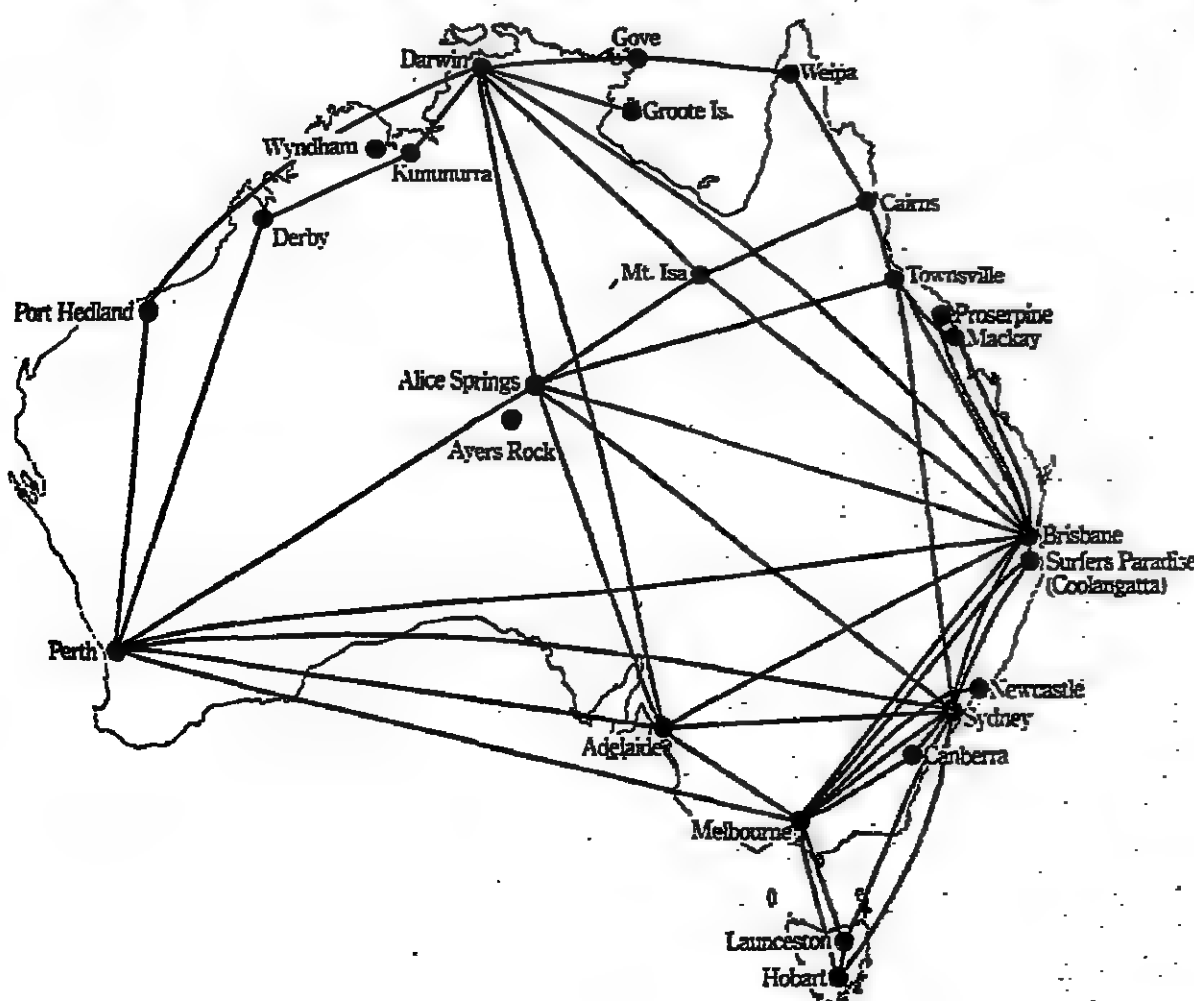 Gove
Darwin
Weipa
Groote Is.
Wyndham
Kununurra
Cairns
Derby
Mt. Isa
Townsville
Port Hedland
Proserpine
Mackay
Alice Springs
Ayers Rock
Brisbane
Surfers Paradise
(Coolangatta)
Perth
Newcastle
Sydney
Adelaide
Canberra
Melbourne
Launceston
Hobart